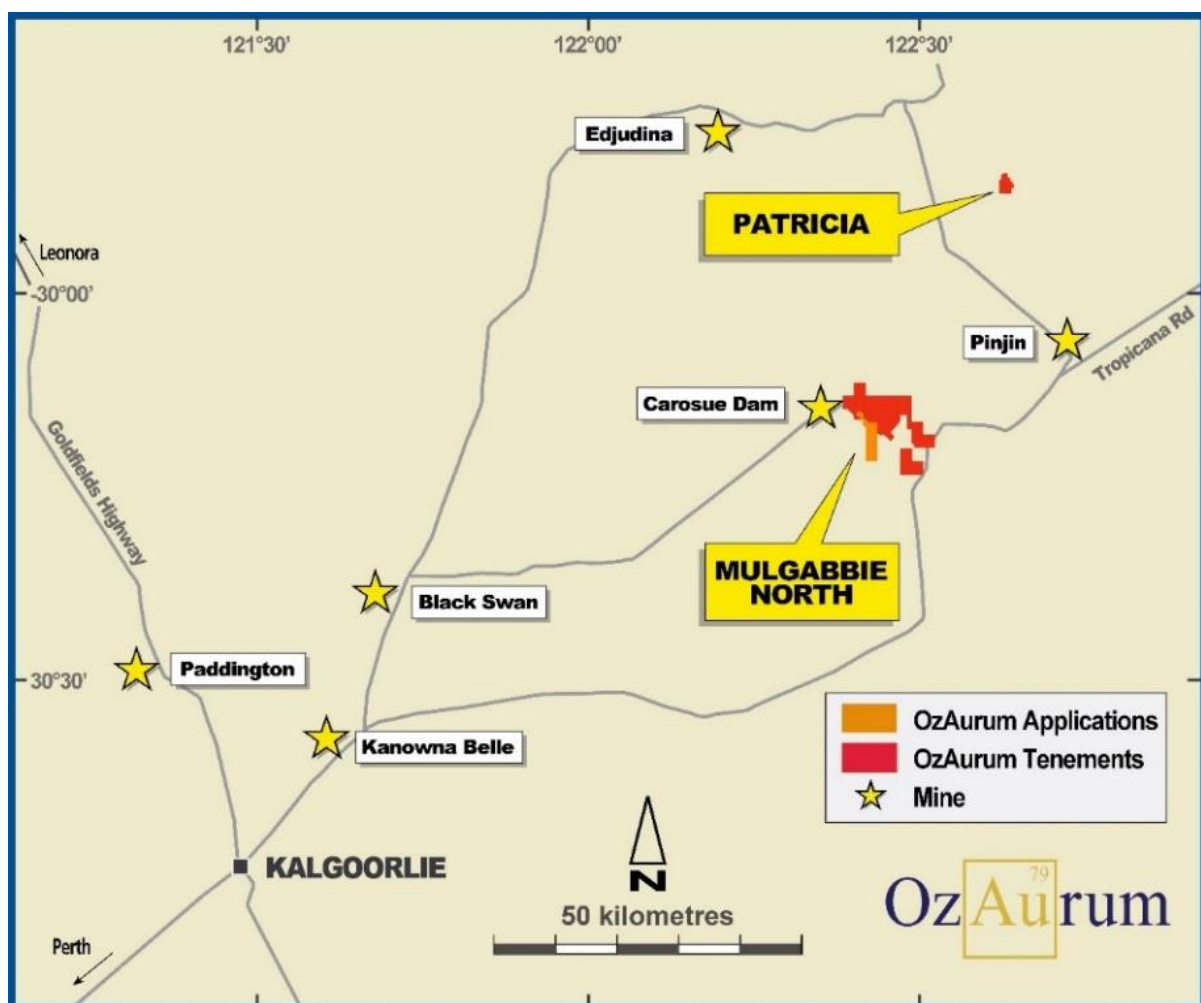 121°30'
122°00'
122°30'
Edjudina
PATRICIA
Leonora
-30°00'
Pinjin
Tropicana Rd
Carosue Dam
Goldfields Highway
MULGABBIE
NORTH
Black Swan
Paddington
30°30'
Kanowna Belle
OzAurum Applications
OzAurum Tenements
Mine
KALGOORLIE
N
50 kilometres
79
OzAurum
Perth